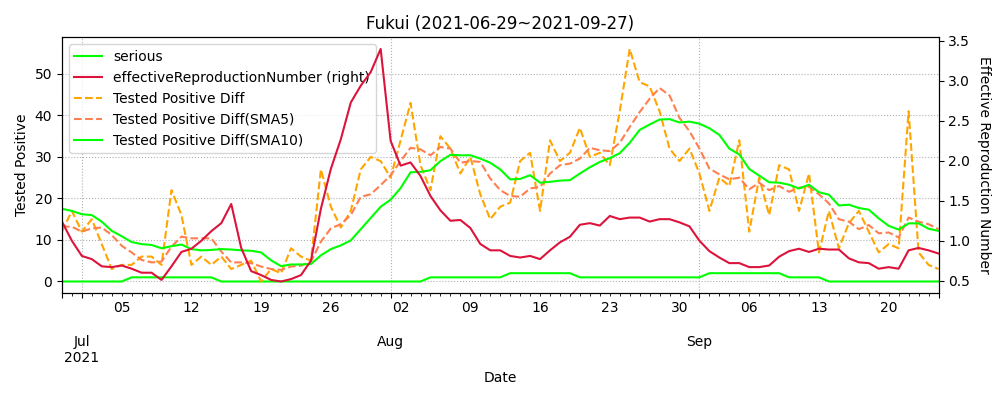 Fukui (2021-06-29~2021-09-27)
serious
effectiveReproductionNumber (right)
Tested Positive Diff
Tested Positive Diff(SMA5)
Tested Positive Diff(SMA10)
Tested Positive
50
40
30
20
10
0
Effective Reproduction Number
3.5
3.0
2.5
2.0
1.5
1.0
0.5
05 12 19 26 02 09 16 23 30 06 13 20
Jul Aug Sep
2021
Date